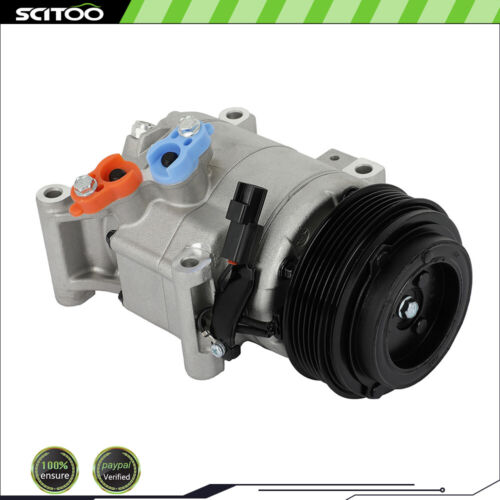 SCITOO
100%
ensure
paypal
Verified